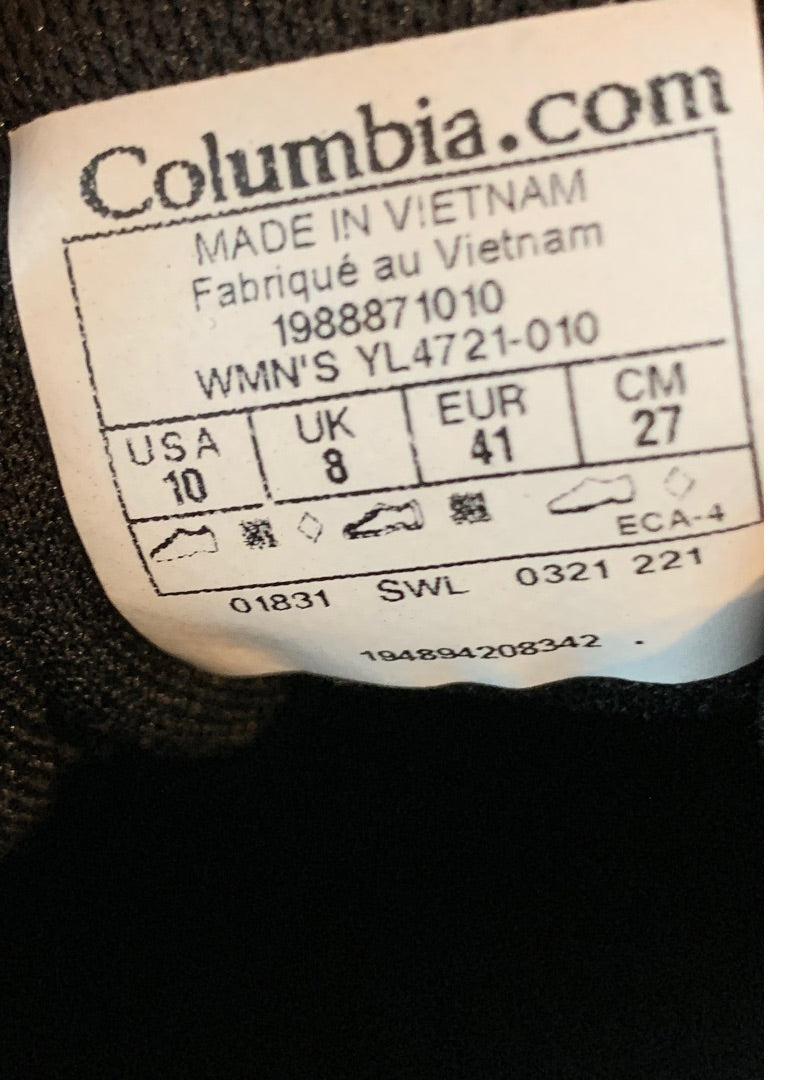 Columbia.com
MADE IN VIETNAM
Fabriqué au Vietnam
1988871010
WMN'S YL4721-010
USA UK EUR CM
10 8 41 27
ECA-4
01831 SWL 0321 221
194894208342